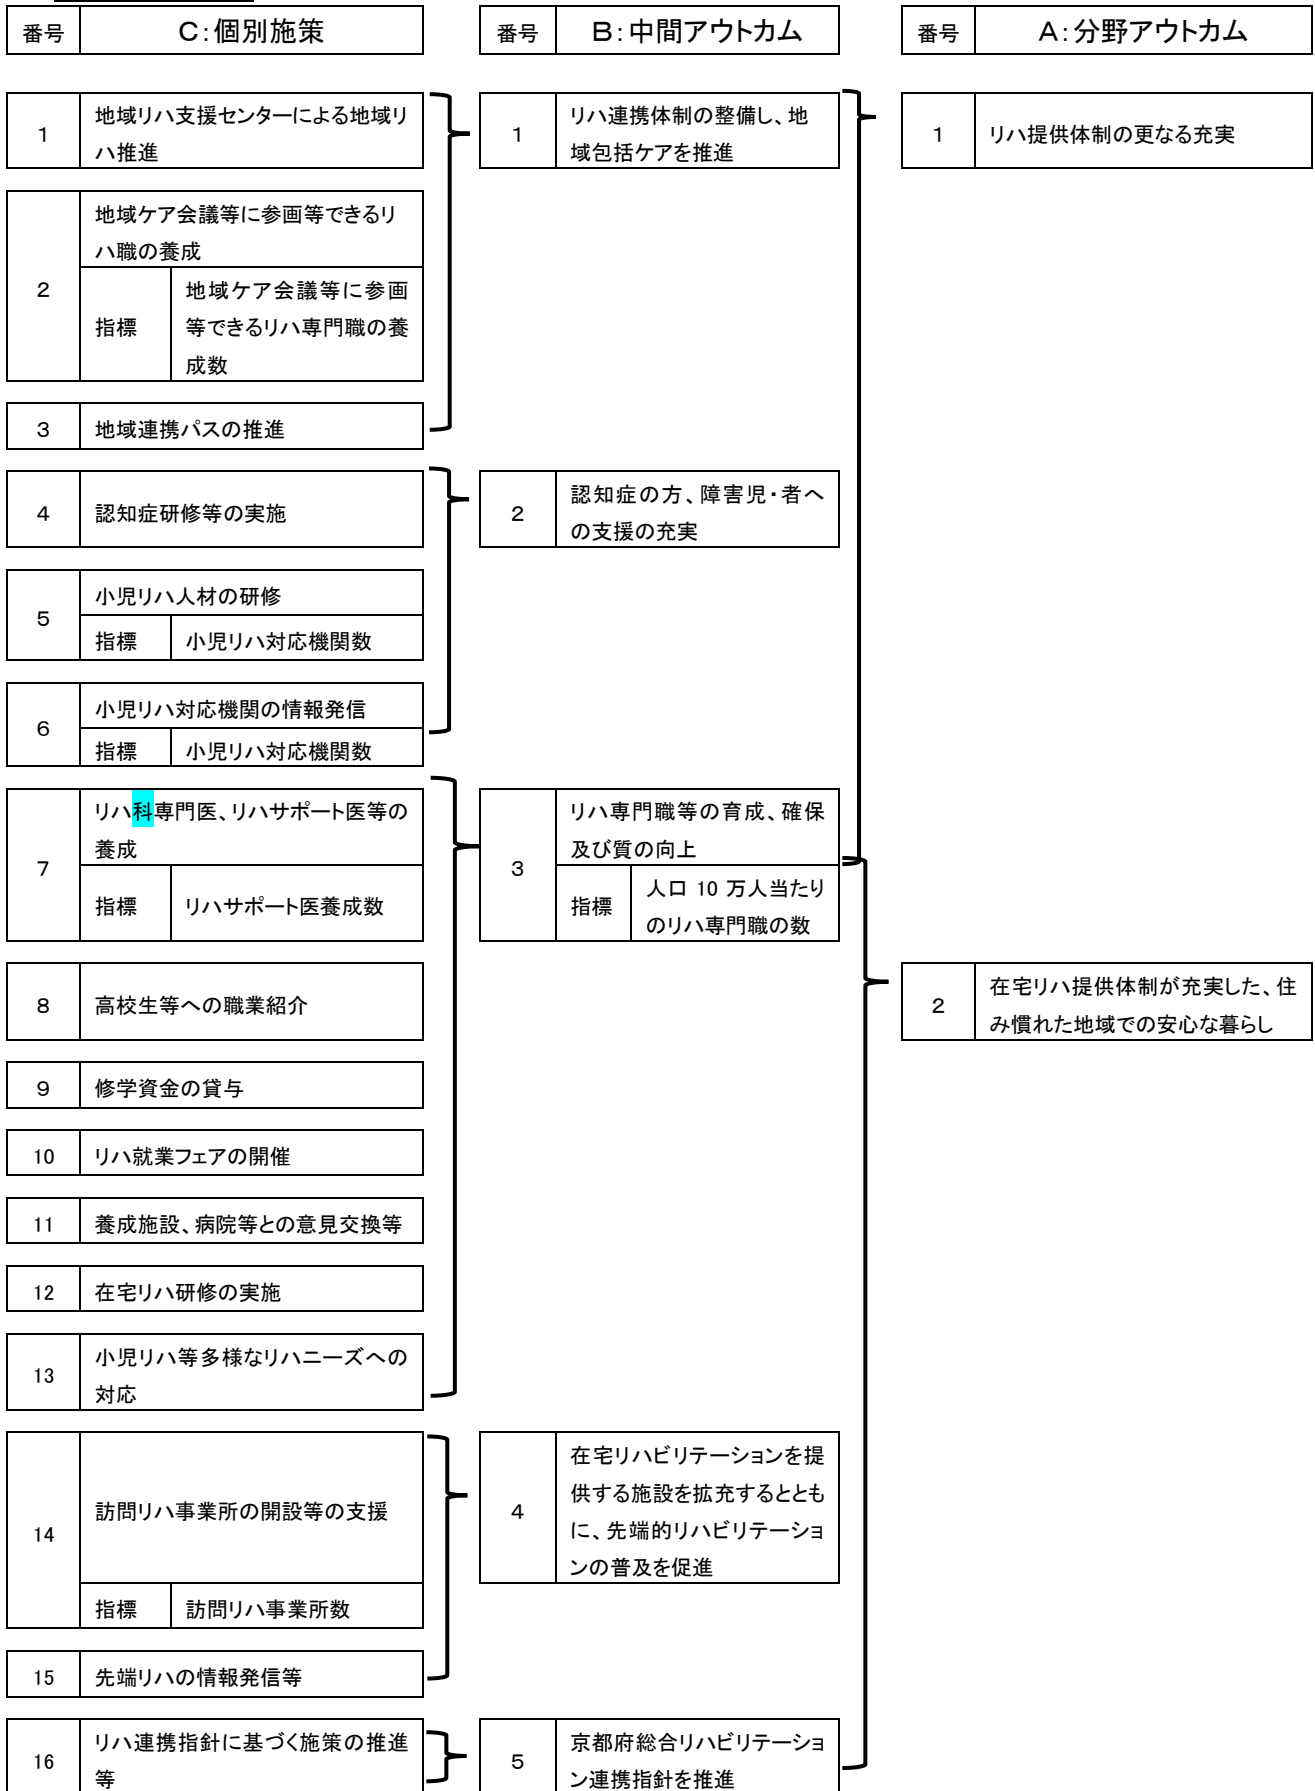 番号
C:個別施策
番号
B:中間アウトカム
番号
A:分野アウトカム
1
地域リハ支援センターによる地域リ
ハ推進
1
リハ連携体制の整備し、地
域包括ケアを推進
1
リハ提供体制の更なる充実
2
地域ケア会議等に参画等できるリ
ハ職の養成
指標
地域ケア会議等に参画
等できるリハ専門職の養
成数
3
地域連携パスの推進
4
認知症研修等の実施
2
認知症の方、障害児・者へ
の支援の充実
5
小児リハ人材の研修
指標
小児リハ対応機関数
6
小児リハ対応機関の情報発信
指標
小児リハ対応機関数
7
リハ科専門医、リハサポート医等の
養成
指標
リハサポート医養成数
3
リハ専門職等の育成、確保
及び質の向上
指標
人口 10 万人当たり
のリハ専門職の数
8
高校生等への職業紹介
2
在宅リハ提供体制が充実した、住
み慣れた地域での安心な暮らし
9
修学資金の貸与
10
リハ就業フェアの開催
11
養成施設、病院等との意見交換等
12
在宅リハ研修の実施
13
小児リハ等多様なリハニーズへの
対応
14
訪問リハ事業所の開設等の支援
指標
訪問リハ事業所数
4
在宅リハビリテーションを提
供する施設を拡充するととも
に、先端的リハビリテーショ
ンの普及を促進
15
先端リハの情報発信等
16
リハ連携指針に基づく施策の推進
等
5
京都府総合リハビリテーショ
ン連携指針を推進